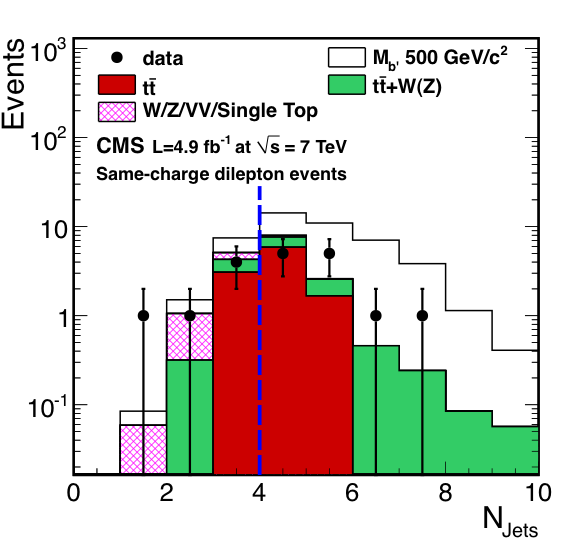 Events
10³
10²
10
1
10⁻¹
data
tt̄
W/Z/VV/Single Top
M_b', 500 GeV/c²
tt̄+W(Z)
CMS L=4.9 fb⁻¹ at √s = 7 TeV
Same-charge dilepton events
0 2 4 6 8 10
N_Jets